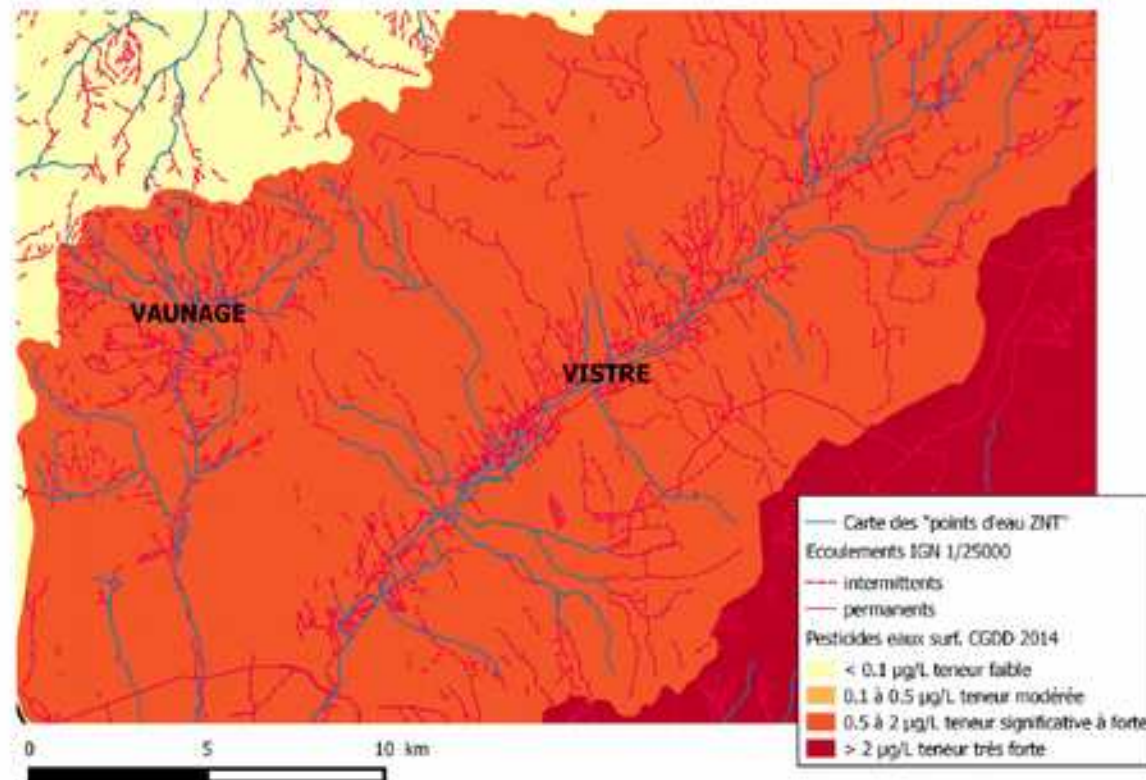 VAUNAGE
VISTRE
Carte des "points d'eau ZNT"
Ecoulements IGN 1/25000
intermittents
permanents
Pesticides eaux surf. CGDD 2014
< 0.1 µg/L teneur faible
0.1 à 0.5 µg/L teneur modérée
0.5 à 2 µg/L teneur significative à forte
> 2 µg/L teneur très forte
0 5 10 km